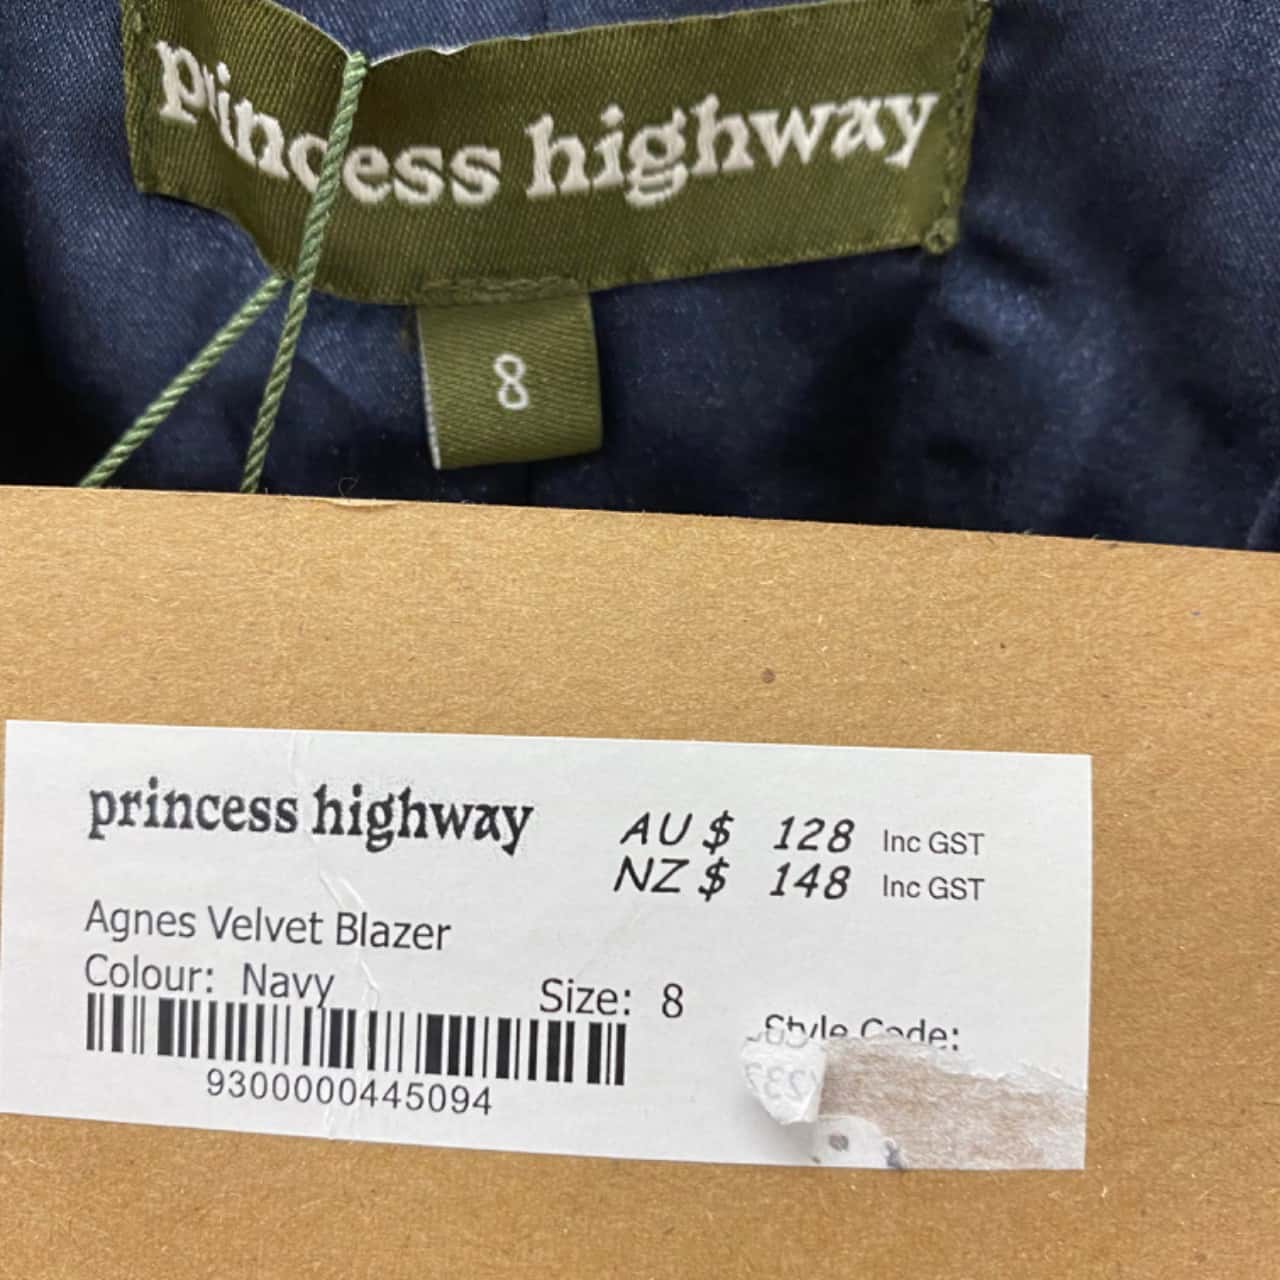 princess highway
8
princess highway
AU $ 128 Inc GST
NZ $ 148 Inc GST
Agnes Velvet Blazer
Colour: Navy
Size: 8
Style Code:
9300000445094